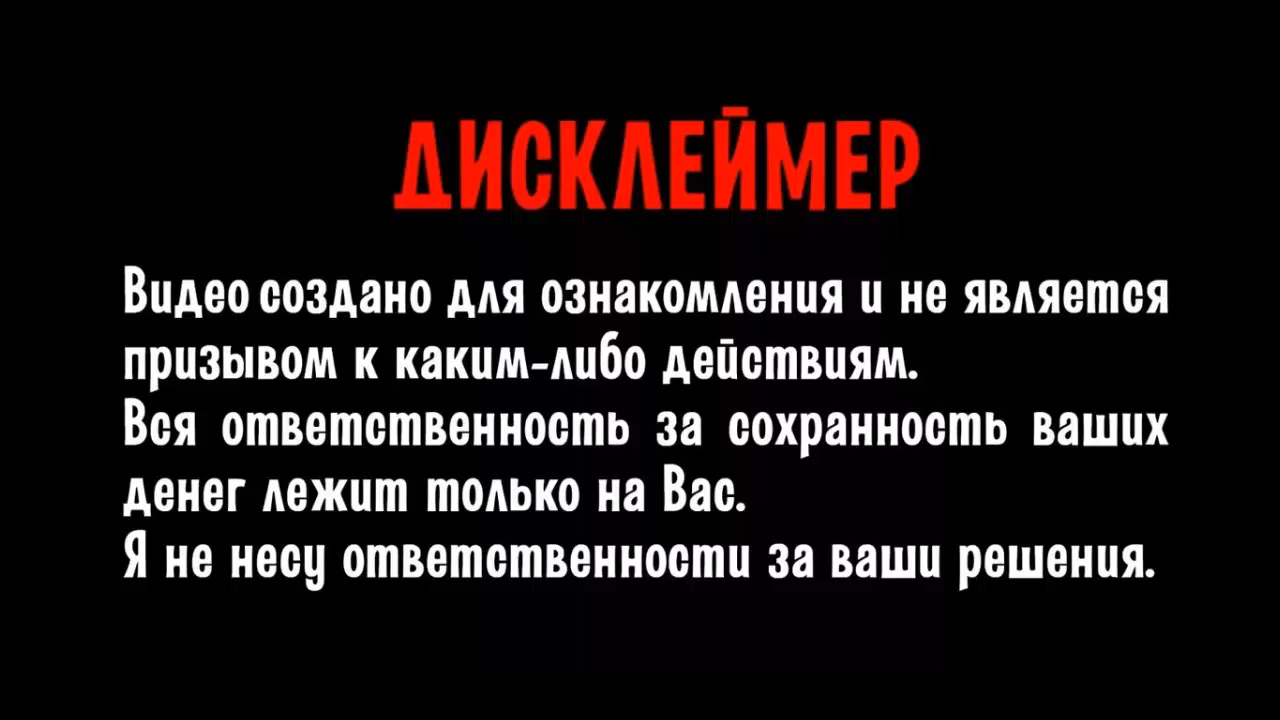 ДИСКЛЕЙМЕР
Видео создано для ознакомления и не является
призывом к каким-либо действиям.
Вся ответственность за сохранность ваших
денег лежит только на Вас.
Я не несу ответственности за ваши решения.